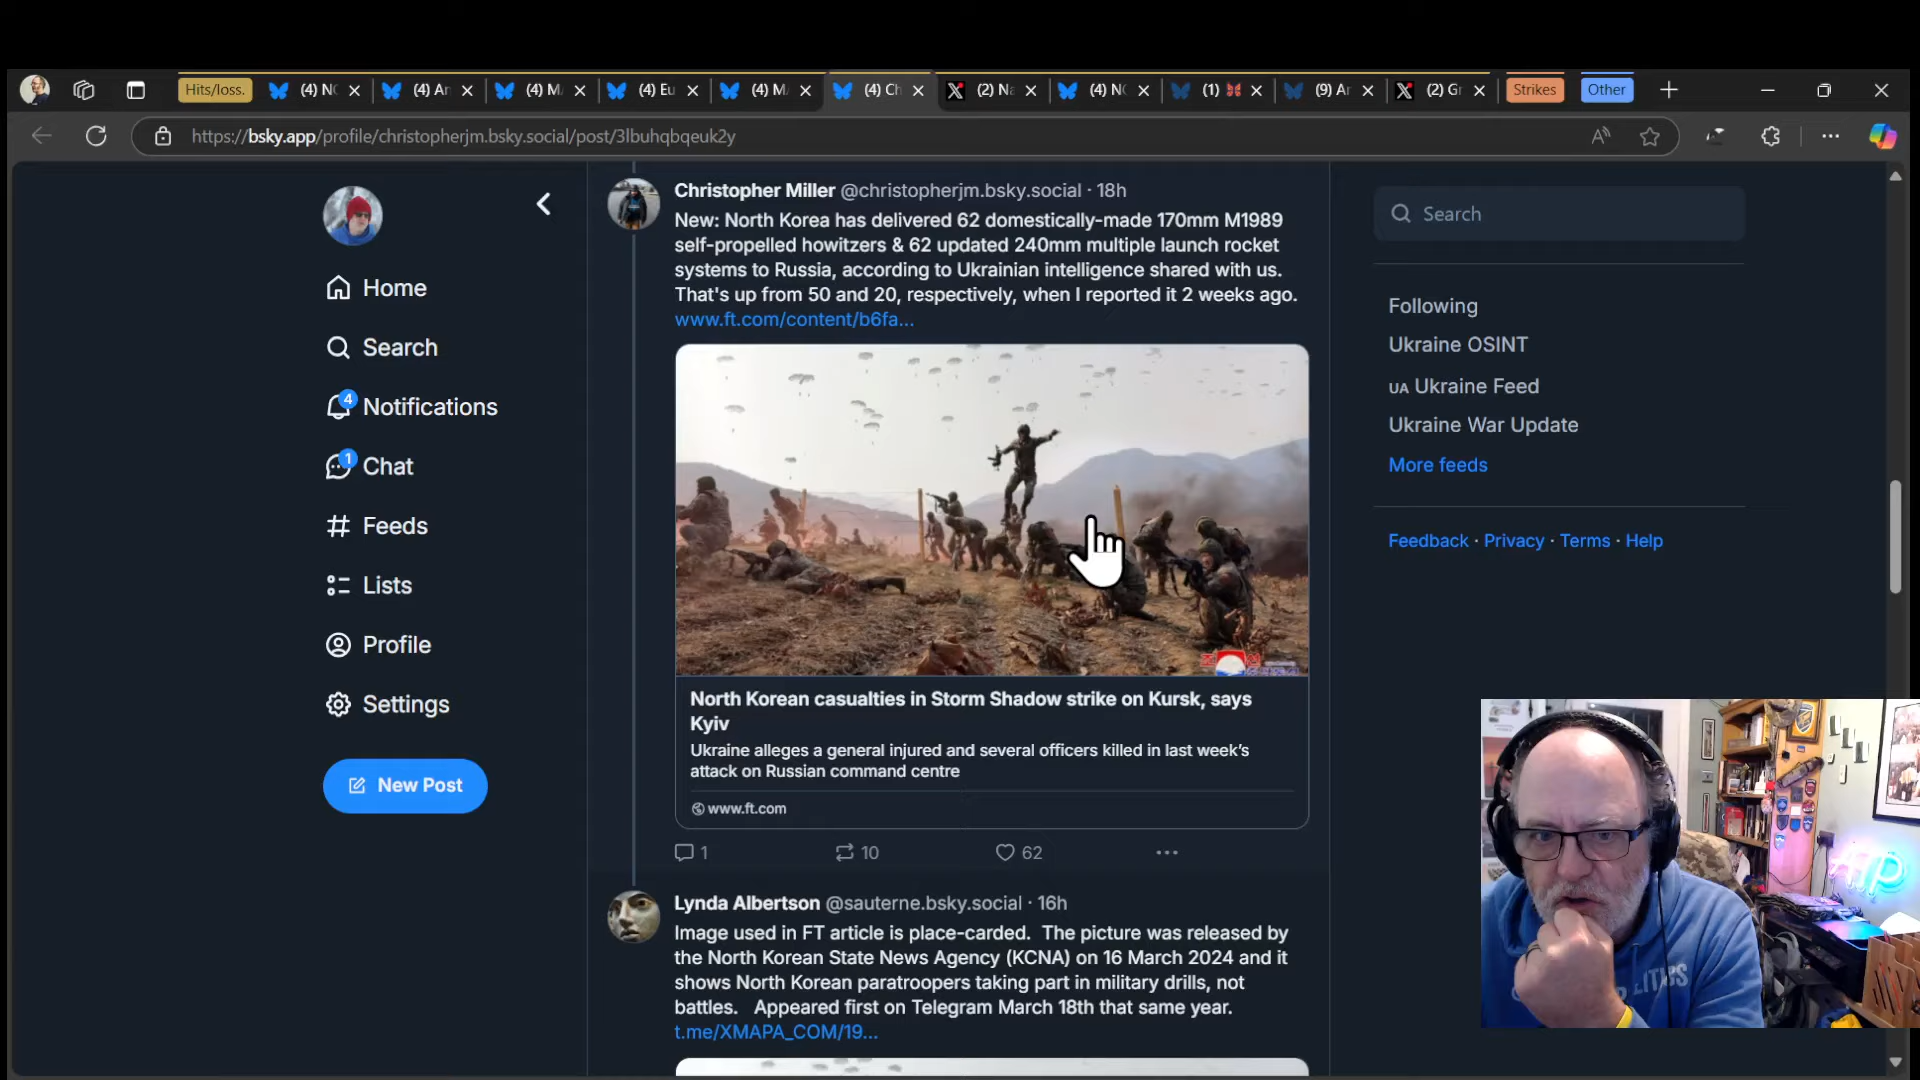 Hits/loss.
(4) NC
(4) Ar
(4) M
(4) Eu
(4) M
(4) Ch
(2) Na
(4) NC
(1)
(9) Ar
(2) Gr
Strikes
Other
https://bsky.app/profile/christopherjm.bsky.social/post/3lbuhqbqeuk2y
Home
Search
4
Notifications
1
Chat
Feeds
Lists
Profile
Settings
New Post
Christopher Miller @christopherjm.bsky.social · 18h
New: North Korea has delivered 62 domestically-made 170mm M1989
self-propelled howitzers & 62 updated 240mm multiple launch rocket
systems to Russia, according to Ukrainian intelligence shared with us.
That's up from 50 and 20, respectively, when I reported it 2 weeks ago.
www.ft.com/content/b6fa...
North Korean casualties in Storm Shadow strike on Kursk, says
Kyiv
Ukraine alleges a general injured and several officers killed in last week's
attack on Russian command centre
www.ft.com
1
10
62
Lynda Albertson @sauterne.bsky.social · 16h
Image used in FT article is place-carded. The picture was released by
the North Korean State News Agency (KCNA) on 16 March 2024 and it
shows North Korean paratroopers taking part in military drills, not
battles. Appeared first on Telegram March 18th that same year.
t.me/XMAPA_COM/19...
Search
Following
Ukraine OSINT
UA Ukraine Feed
Ukraine War Update
More feeds
Feedback · Privacy · Terms · Help